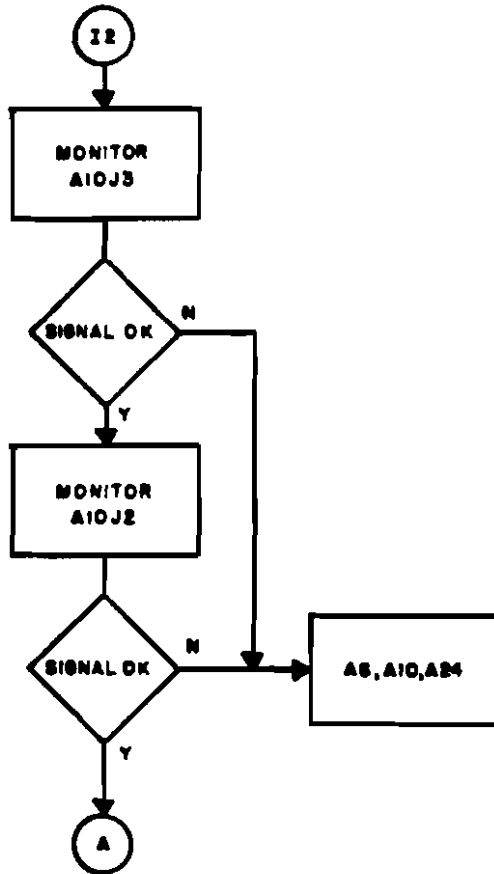 I2
MONITOR
A10J3
SIGNAL OK
N
Y
MONITOR
A10J2
SIGNAL OK
N
A6, A10, A24
Y
A